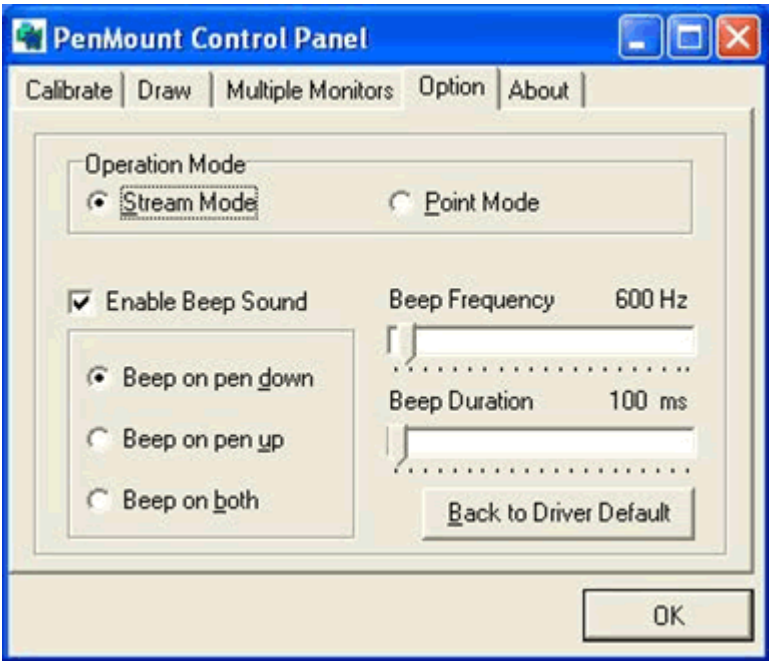 PenMount Control Panel
Calibrate Draw Multiple Monitors Option About
Operation Mode
Stream Mode Point Mode
Enable Beep Sound Beep Frequency 600 Hz
Beep on pen down
Beep Duration 100 ms
Beep on pen up
Beep on both
Back to Driver Default
OK